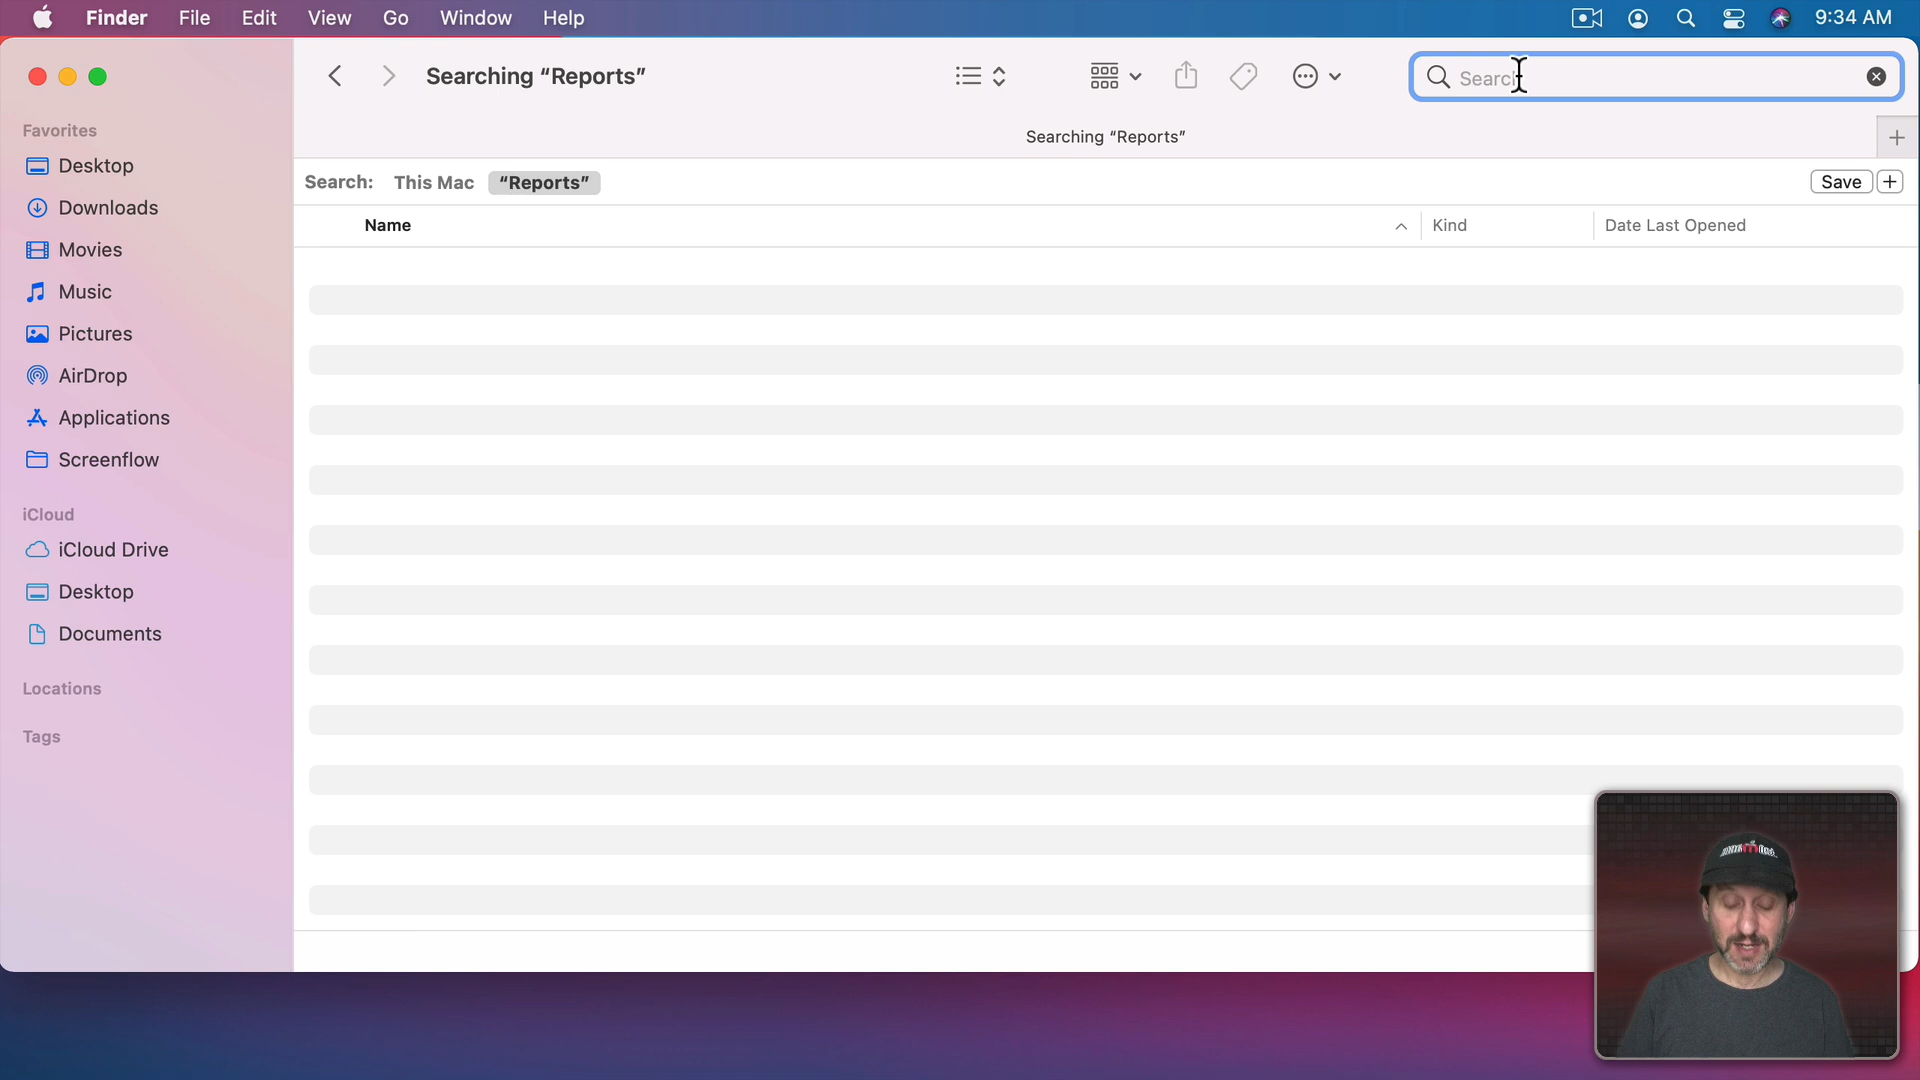 Finder File Edit View Go Window Help 9:34 AM
Searching “Reports”
Search
Searching “Reports”
Search: This Mac “Reports” Save
Name Kind Date Last Opened
Favorites
Desktop
Downloads
Movies
Music
Pictures
AirDrop
Applications
Screenflow
iCloud
iCloud Drive
Desktop
Documents
Locations
Tags